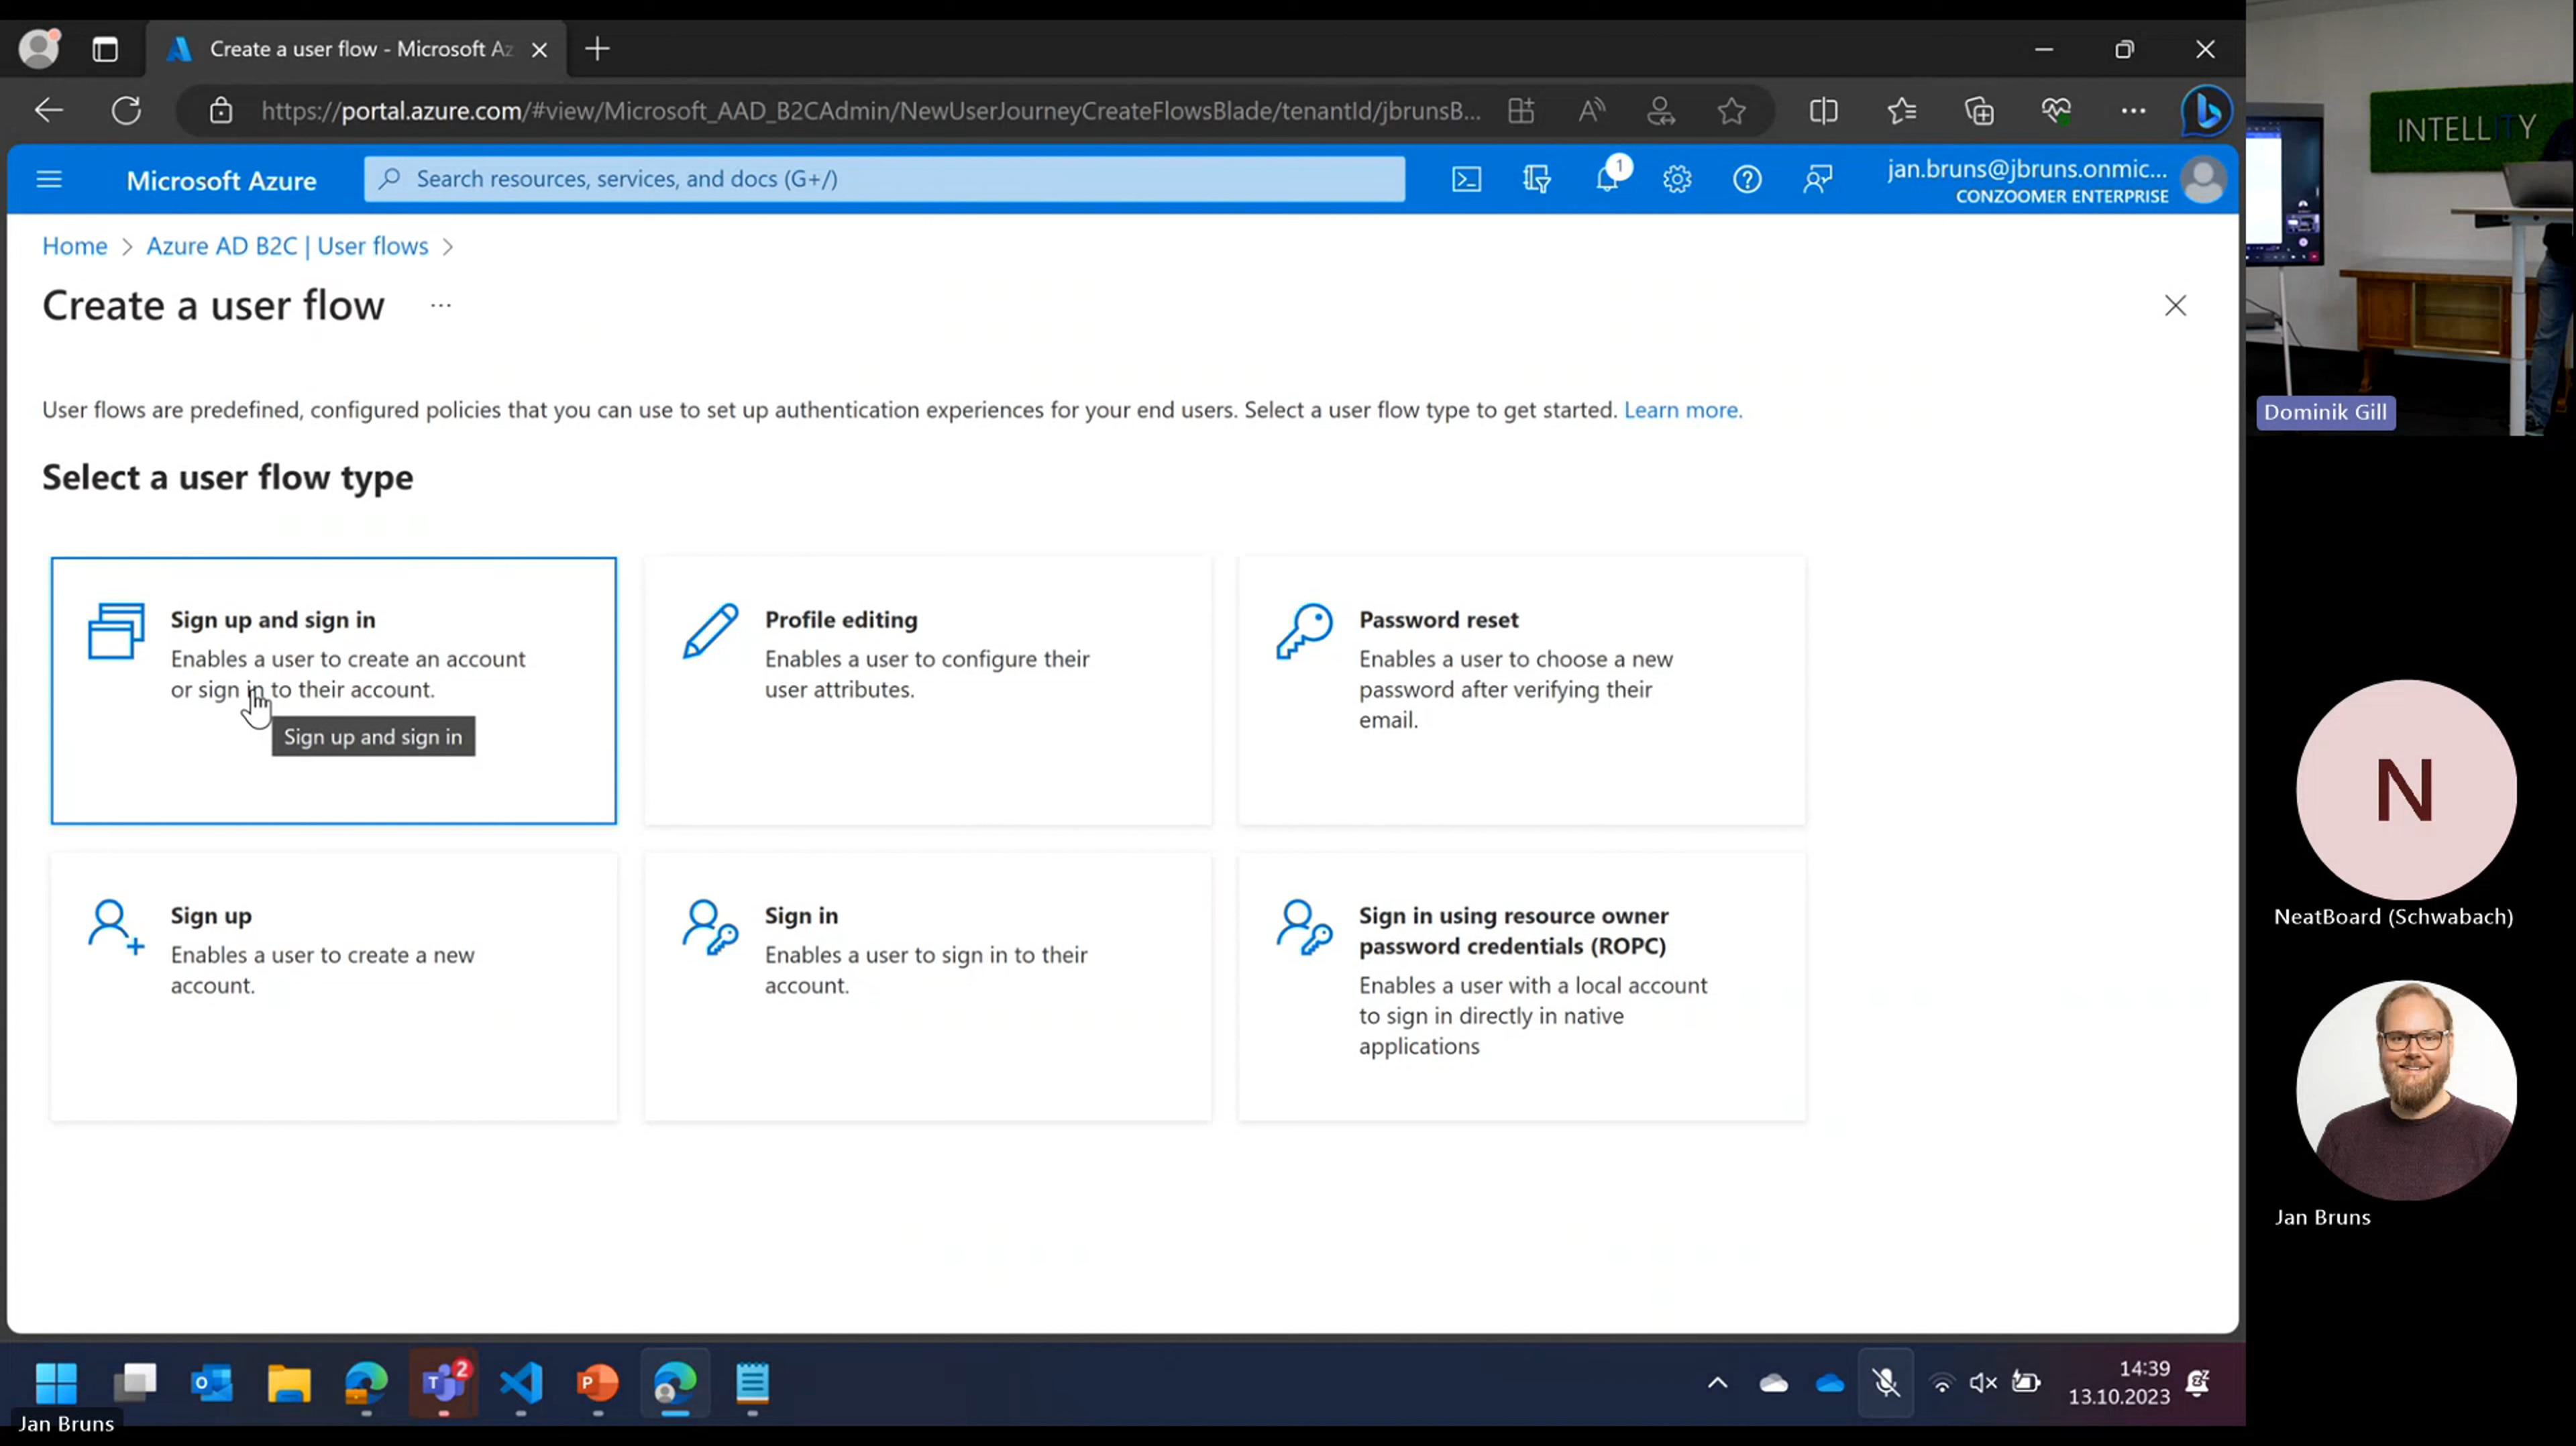 Create a user flow - Microsoft Az
https://portal.azure.com/#view/Microsoft_AAD_B2CAdmin/NewUserJourneyCreateFlowsBlade/tenantId/jbrunsB...
Microsoft Azure
Search resources, services, and docs (G+/)
1
jan.bruns@jbruns.onmic...
CONZOOMER ENTERPRISE
Home > Azure AD B2C | User flows >
Create a user flow ...
User flows are predefined, configured policies that you can use to set up authentication experiences for your end users. Select a user flow type to get started. Learn more.
Select a user flow type
Sign up and sign in
Enables a user to create an account
or sign in to their account.
Sign up and sign in
Profile editing
Enables a user to configure their
user attributes.
Password reset
Enables a user to choose a new
password after verifying their
email.
Sign up
Enables a user to create a new
account.
Sign in
Enables a user to sign in to their
account.
Sign in using resource owner
password credentials (ROPC)
Enables a user with a local account
to sign in directly in native
applications
2
14:39
13.10.2023
Jan Bruns
INTELLITY
Dominik Gill
N
NeatBoard (Schwabach)
Jan Bruns